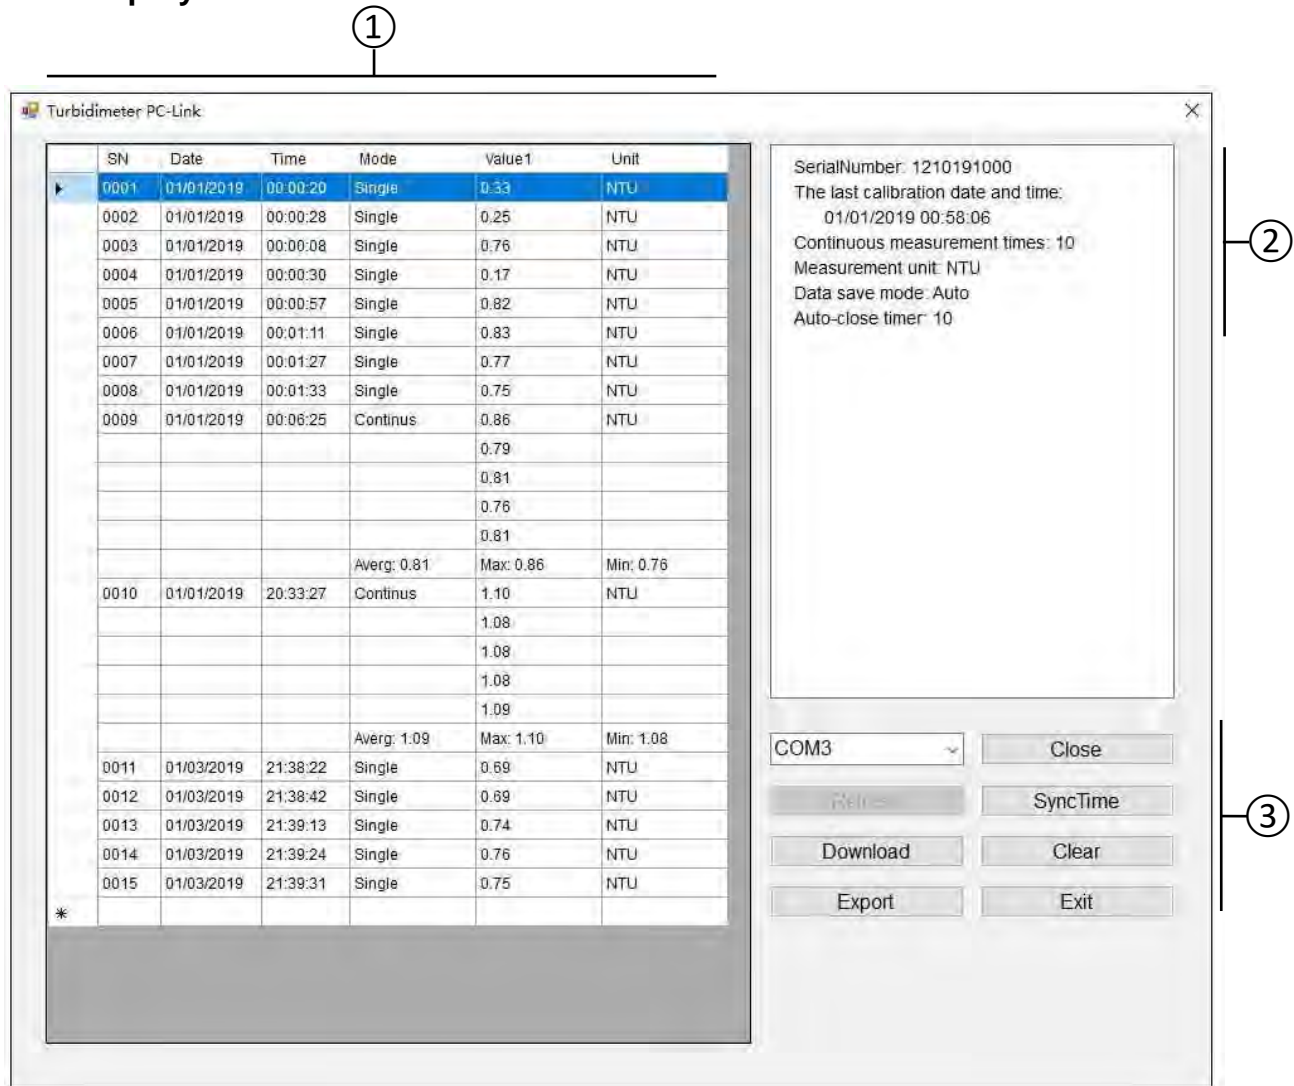 ①
Turbidimeter PC-Link
SN Date Time Mode Value1 Unit
0001 01/01/2019 00:00:20 Single 0.33 NTU
0002 01/01/2019 00:00:28 Single 0.25 NTU
0003 01/01/2019 00:00:08 Single 0.76 NTU
0004 01/01/2019 00:00:30 Single 0.17 NTU
0005 01/01/2019 00:00:57 Single 0.82 NTU
0006 01/01/2019 00:01:11 Single 0.83 NTU
0007 01/01/2019 00:01:27 Single 0.77 NTU
0008 01/01/2019 00:01:33 Single 0.75 NTU
0009 01/01/2019 00:06:25 Continus 0.86 NTU
0.79
0.81
0.76
0.81
Averg: 0.81 Max: 0.86 Min: 0.76
0010 01/01/2019 20:33:27 Continus 1.10 NTU
1.08
1.08
1.08
1.09
Averg: 1.09 Max: 1.10 Min: 1.08
0011 01/03/2019 21:38:22 Single 0.69 NTU
0012 01/03/2019 21:38:42 Single 0.69 NTU
0013 01/03/2019 21:39:13 Single 0.74 NTU
0014 01/03/2019 21:39:24 Single 0.76 NTU
0015 01/03/2019 21:39:31 Single 0.75 NTU
*
SerialNumber: 1210191000
The last calibration date and time:
01/01/2019 00:58:06
Continuous measurement times: 10
Measurement unit: NTU
Data save mode: Auto
Auto-close timer: 10
②
COM3 Close
SyncTime
Download Clear
Export Exit
③